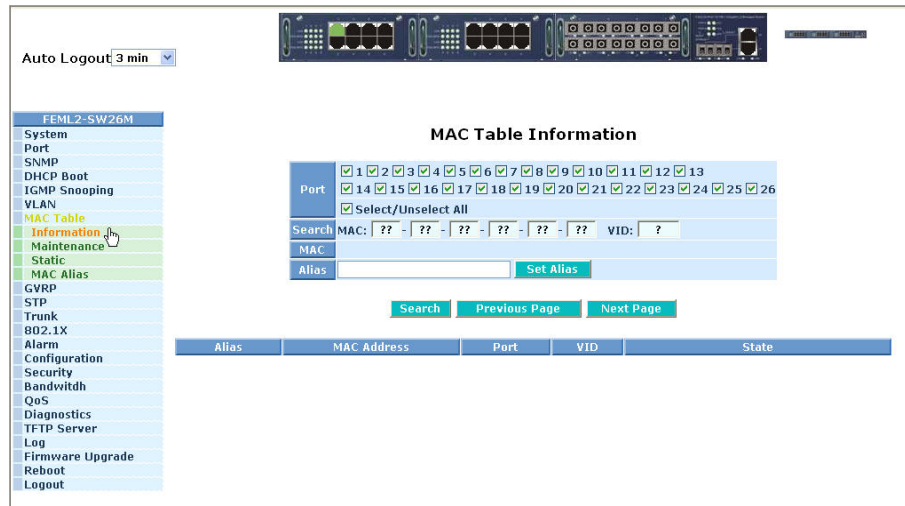 Auto Logout 3 min
FEML2-SW26M
System
Port
SNMP
DHCP Boot
IGMP Snooping
VLAN
MAC Table
Information
Maintenance
Static
MAC Alias
GVRP
STP
Trunk
802.1X
Alarm
Configuration
Security
Bandwitdh
QoS
Diagnostics
TFTP Server
Log
Firmware Upgrade
Reboot
Logout
MAC Table Information
Port
1 2 3 4 5 6 7 8 9 10 11 12 13
14 15 16 17 18 19 20 21 22 23 24 25 26
Select/Unselect All
Search MAC: ?? - ?? - ?? - ?? - ?? - ?? VID: ?
MAC
Alias Set Alias
Search Previous Page Next Page
Alias MAC Address Port VID State